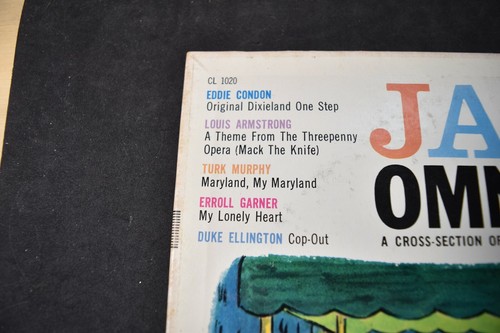 CL 1020
EDDIE CONDON
Original Dixieland One Step
LOUIS ARMSTRONG
A Theme From The Threepenny
Opera (Mack The Knife)
TURK MURPHY
Maryland, My Maryland
ERROLL GARNER
My Lonely Heart
DUKE ELLINGTON Cop-Out
JA
OMN
A CROSS-SECTION OF